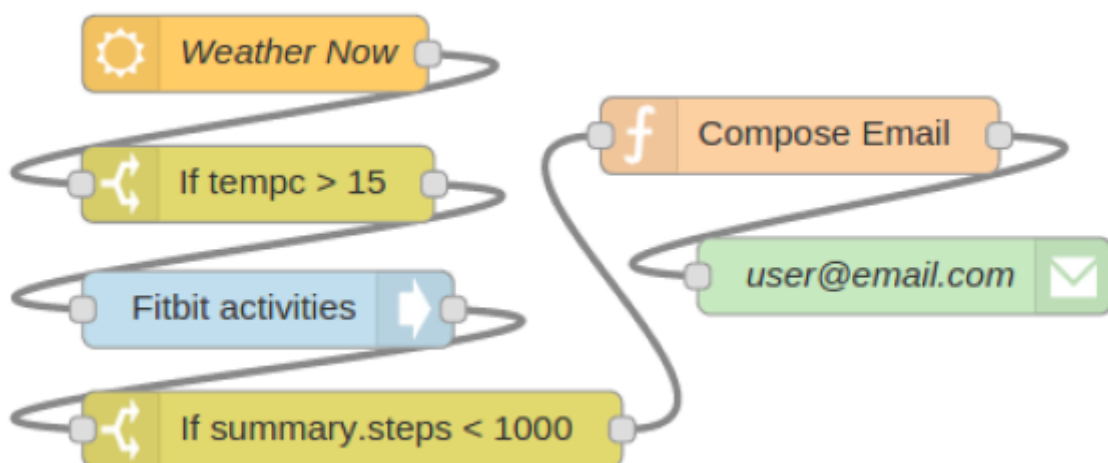 Weather Now
If tempc > 15
Fitbit activities
If summary.steps < 1000
Compose Email
user@email.com